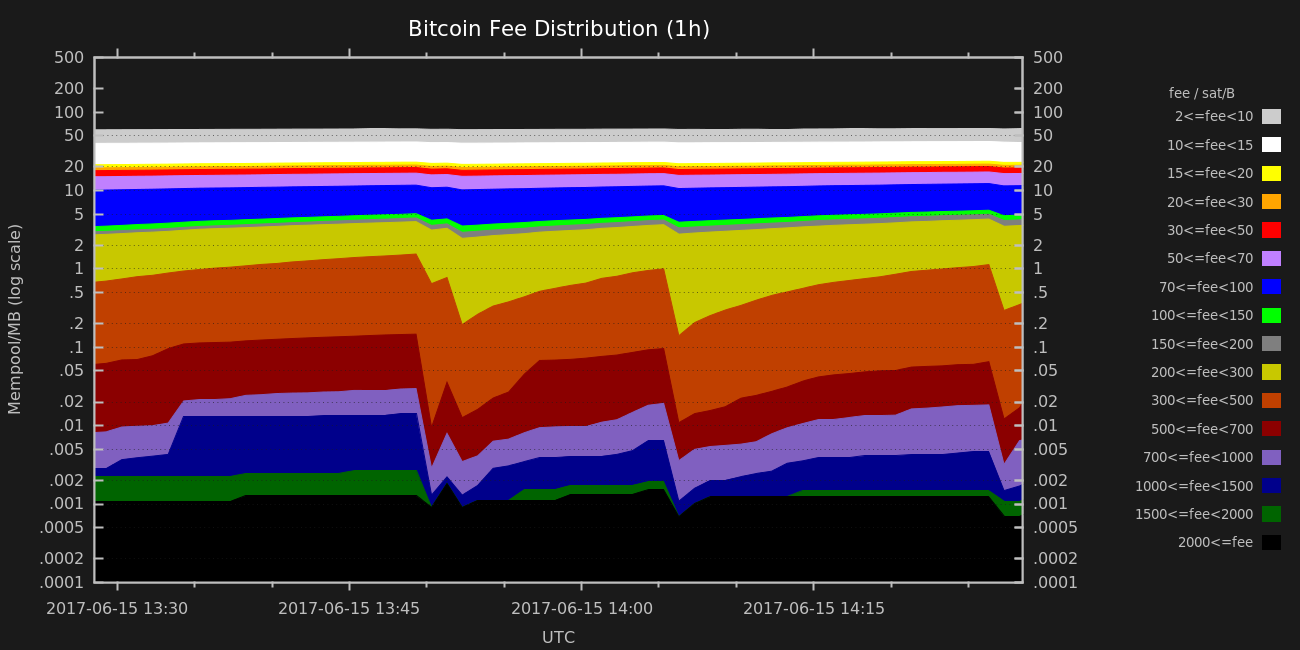 Bitcoin Fee Distribution (1h)
500 500
200 200
100 100
50 50
20 20
10 10
5 5
2 2
1 1
.5 .5
.2 .2
.1 .1
.05 .05
.02 .02
.01 .01
.005 .005
.002 .002
.001 .001
.0005 .0005
.0002 .0002
.0001 .0001
Mempool/MB (log scale)
2017-06-15 13:30 2017-06-15 13:45 2017-06-15 14:00 2017-06-15 14:15
UTC
fee / sat/B
2<=fee<10
10<=fee<15
15<=fee<20
20<=fee<30
30<=fee<50
50<=fee<70
70<=fee<100
100<=fee<150
150<=fee<200
200<=fee<300
300<=fee<500
500<=fee<700
700<=fee<1000
1000<=fee<1500
1500<=fee<2000
2000<=fee